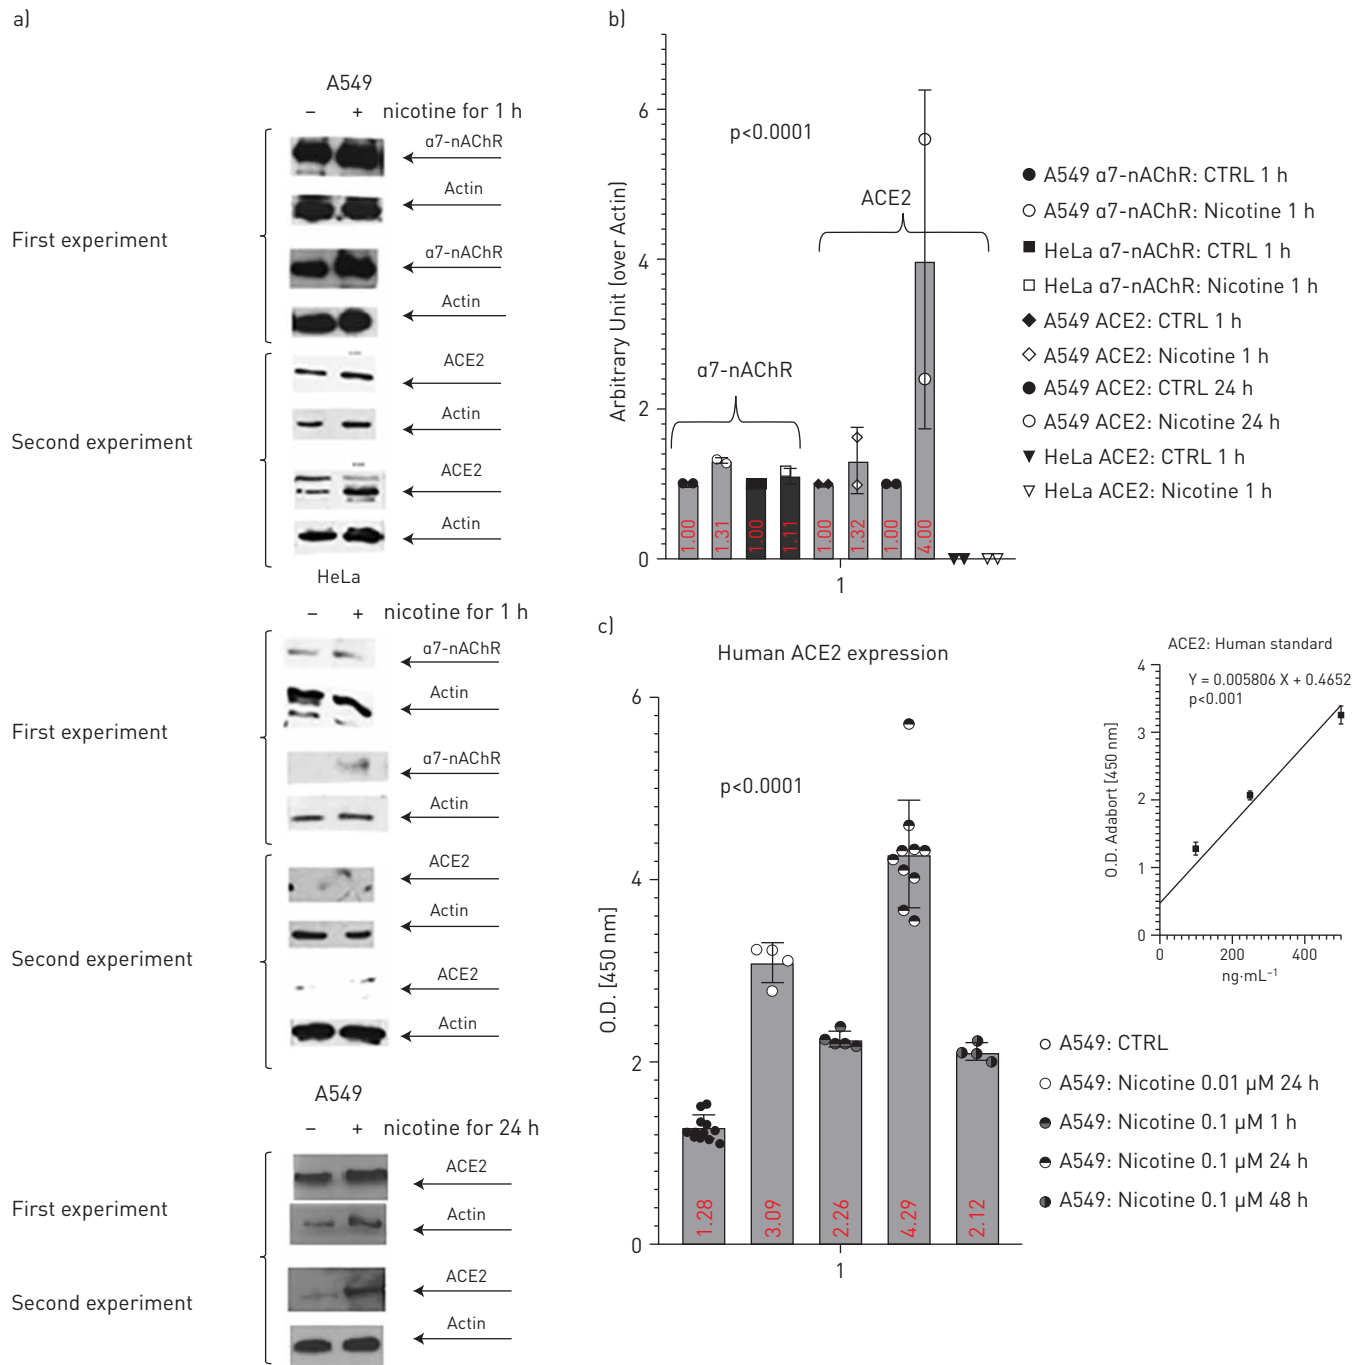 a)
A549
– + nicotine for 1 h
α7-nAChR
Actin
First experiment
α7-nAChR
Actin
ACE2
Actin
Second experiment
ACE2
Actin
HeLa
– + nicotine for 1 h
α7-nAChR
Actin
First experiment
α7-nAChR
Actin
ACE2
Actin
Second experiment
ACE2
Actin
A549
– + nicotine for 24 h
ACE2
First experiment
Actin
ACE2
Second experiment
Actin
b)
Arbitrary Unit (over Actin)
6
4
2
0
p<0.0001
ACE2
α7-nAChR
1.00
1.31
1.00
1.11
1.00
1.32
1.00
4.00
1
A549 α7-nAChR: CTRL 1 h
A549 α7-nAChR: Nicotine 1 h
HeLa α7-nAChR: CTRL 1 h
HeLa α7-nAChR: Nicotine 1 h
A549 ACE2: CTRL 1 h
A549 ACE2: Nicotine 1 h
A549 ACE2: CTRL 24 h
A549 ACE2: Nicotine 24 h
HeLa ACE2: CTRL 1 h
HeLa ACE2: Nicotine 1 h
c)
Human ACE2 expression
O.D. [450 nm]
6
4
2
0
p<0.0001
1.28
3.09
2.26
4.29
2.12
1
ACE2: Human standard
Y = 0.005806 X + 0.4652
p<0.001
O.D. Adabort [450 nm]
4
3
2
1
0
0 200 400
ng·mL⁻¹
A549: CTRL
A549: Nicotine 0.01 µM 24 h
A549: Nicotine 0.1 µM 1 h
A549: Nicotine 0.1 µM 24 h
A549: Nicotine 0.1 µM 48 h